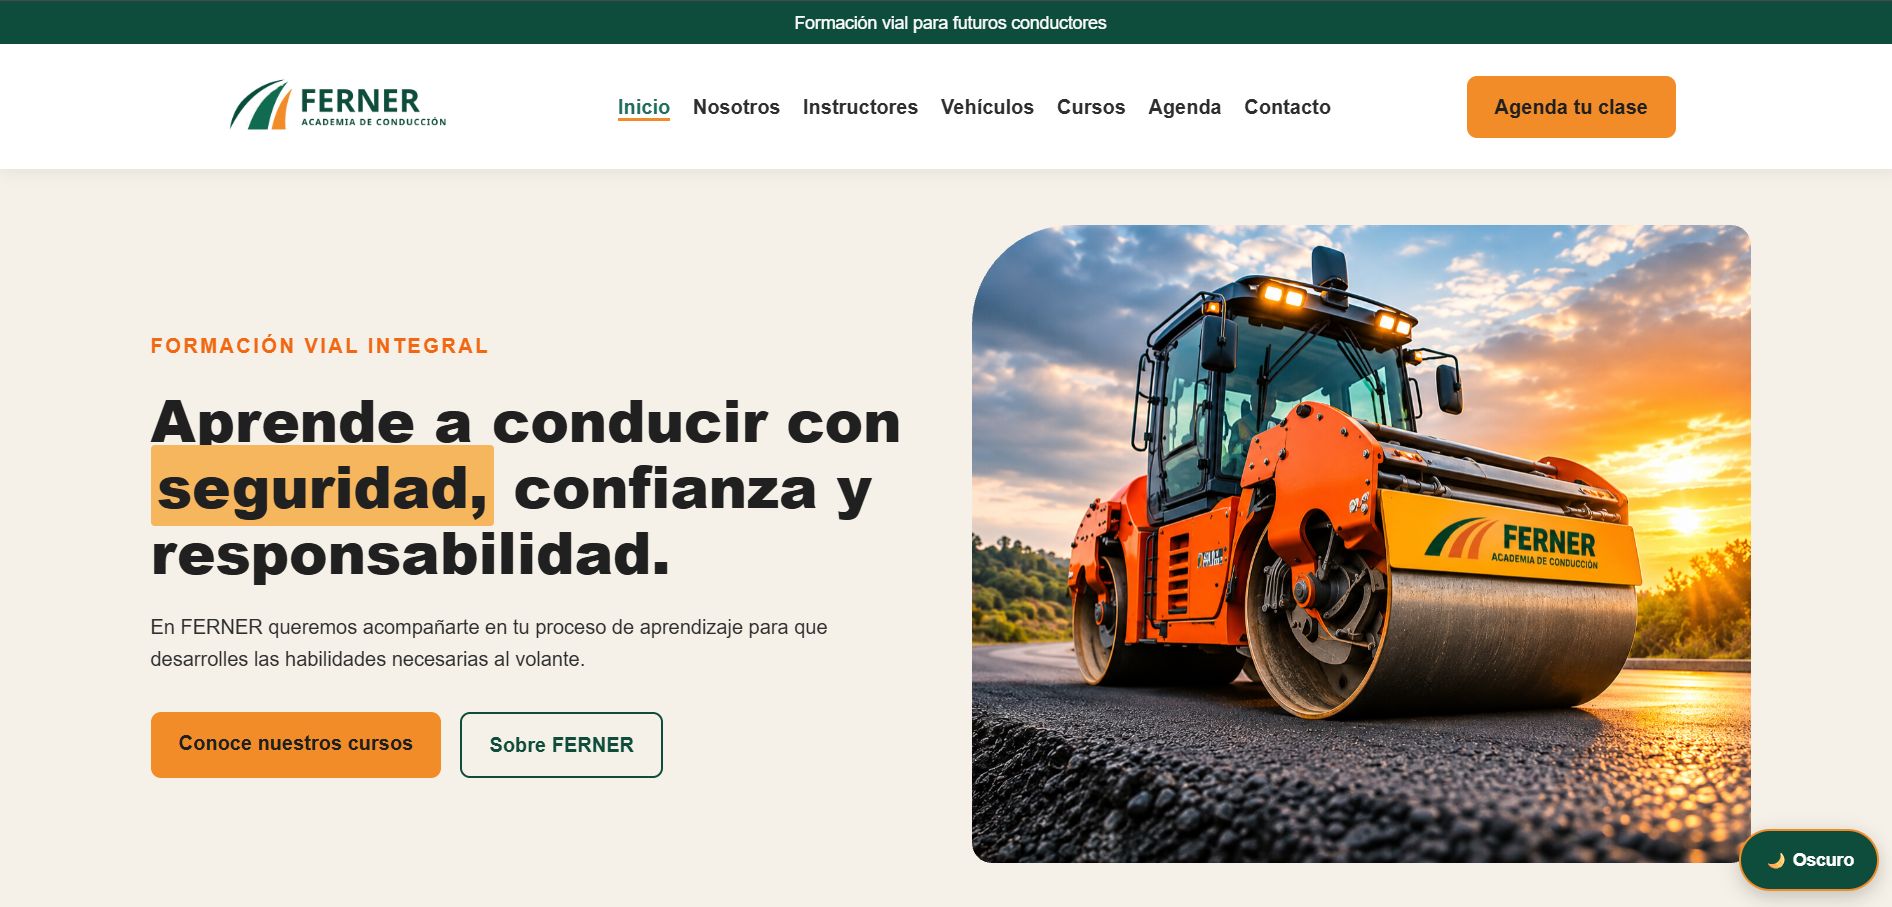 Formación vial para futuros conductores
FERNER
ACADEMIA DE CONDUCCIÓN
Inicio Nosotros Instructores Vehículos Cursos Agenda Contacto
Agenda tu clase
FORMACIÓN VIAL INTEGRAL
Aprende a conducir con
seguridad, confianza y
responsabilidad.
En FERNER queremos acompañarte en tu proceso de aprendizaje para que
desarrolles las habilidades necesarias al volante.
Conoce nuestros cursos
Sobre FERNER
FERNER
ACADEMIA DE CONDUCCIÓN
Oscuro